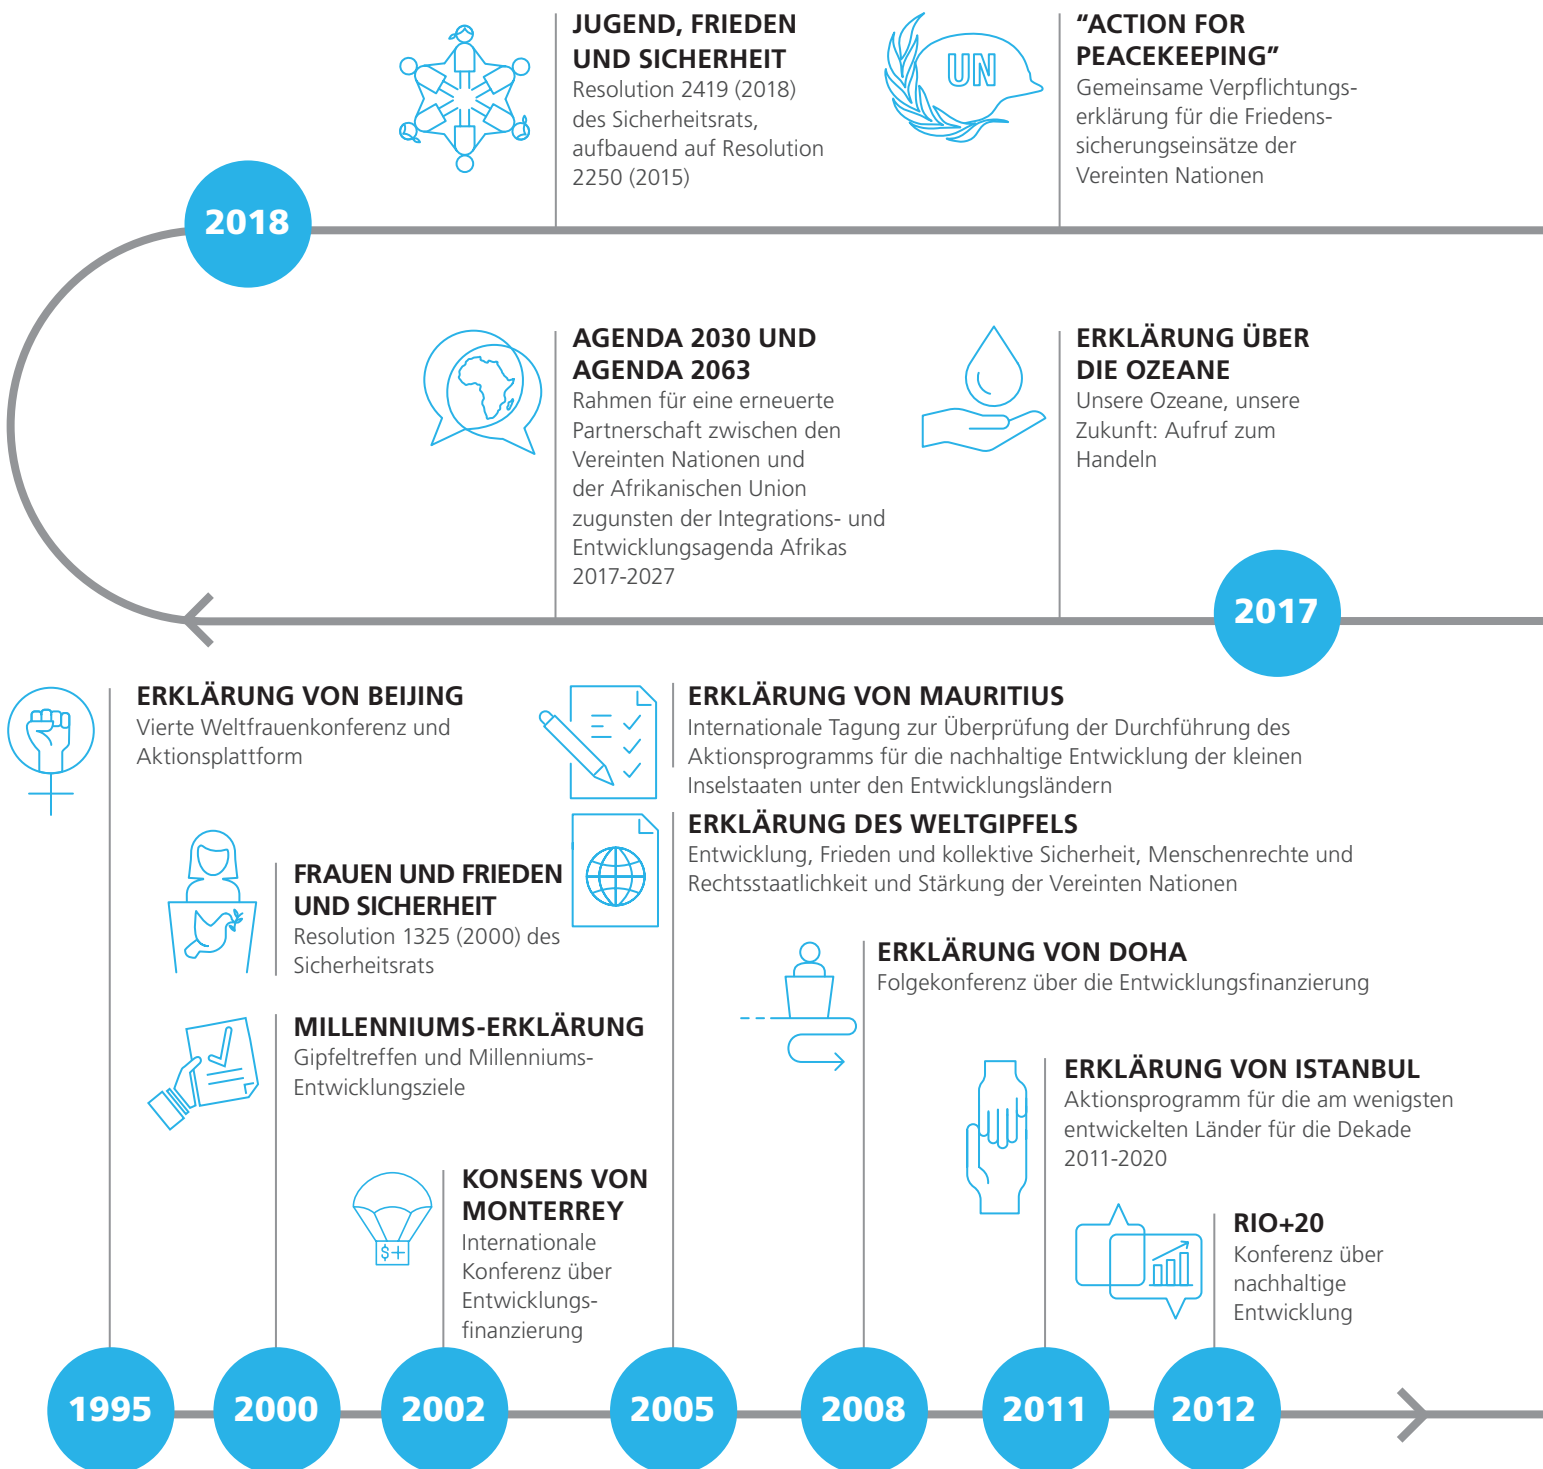 JUGEND, FRIEDEN
UND SICHERHEIT
Resolution 2419 (2018)
des Sicherheitsrats,
aufbauend auf Resolution
2250 (2015)
UN
“ACTION FOR
PEACEKEEPING”
Gemeinsame Verpflichtungs-
erklärung für die Friedens-
sicherungseinsätze der
Vereinten Nationen
2018
AGENDA 2030 UND
AGENDA 2063
Rahmen für eine erneuerte
Partnerschaft zwischen den
Vereinten Nationen und
der Afrikanischen Union
zugunsten der Integrations- und
Entwicklungsagenda Afrikas
2017-2027
ERKLÄRUNG ÜBER
DIE OZEANE
Unsere Ozeane, unsere
Zukunft: Aufruf zum
Handeln
2017
ERKLÄRUNG VON BEIJING
Vierte Weltfrauenkonferenz und
Aktionsplattform
ERKLÄRUNG VON MAURITIUS
Internationale Tagung zur Überprüfung der Durchführung des
Aktionsprogramms für die nachhaltige Entwicklung der kleinen
Inselstaaten unter den Entwicklungsländern
ERKLÄRUNG DES WELTGIPFELS
Entwicklung, Frieden und kollektive Sicherheit, Menschenrechte und
Rechtsstaatlichkeit und Stärkung der Vereinten Nationen
FRAUEN UND FRIEDEN
UND SICHERHEIT
Resolution 1325 (2000) des
Sicherheitsrats
ERKLÄRUNG VON DOHA
Folgekonferenz über die Entwicklungsfinanzierung
MILLENNIUMS-ERKLÄRUNG
Gipfeltreffen und Millenniums-
Entwicklungsziele
ERKLÄRUNG VON ISTANBUL
Aktionsprogramm für die am wenigsten
entwickelten Länder für die Dekade
2011-2020
$+
KONSENS VON
MONTERREY
Internationale
Konferenz über
Entwicklungs-
finanzierung
RIO+20
Konferenz über
nachhaltige
Entwicklung
1995
2000
2002
2005
2008
2011
2012